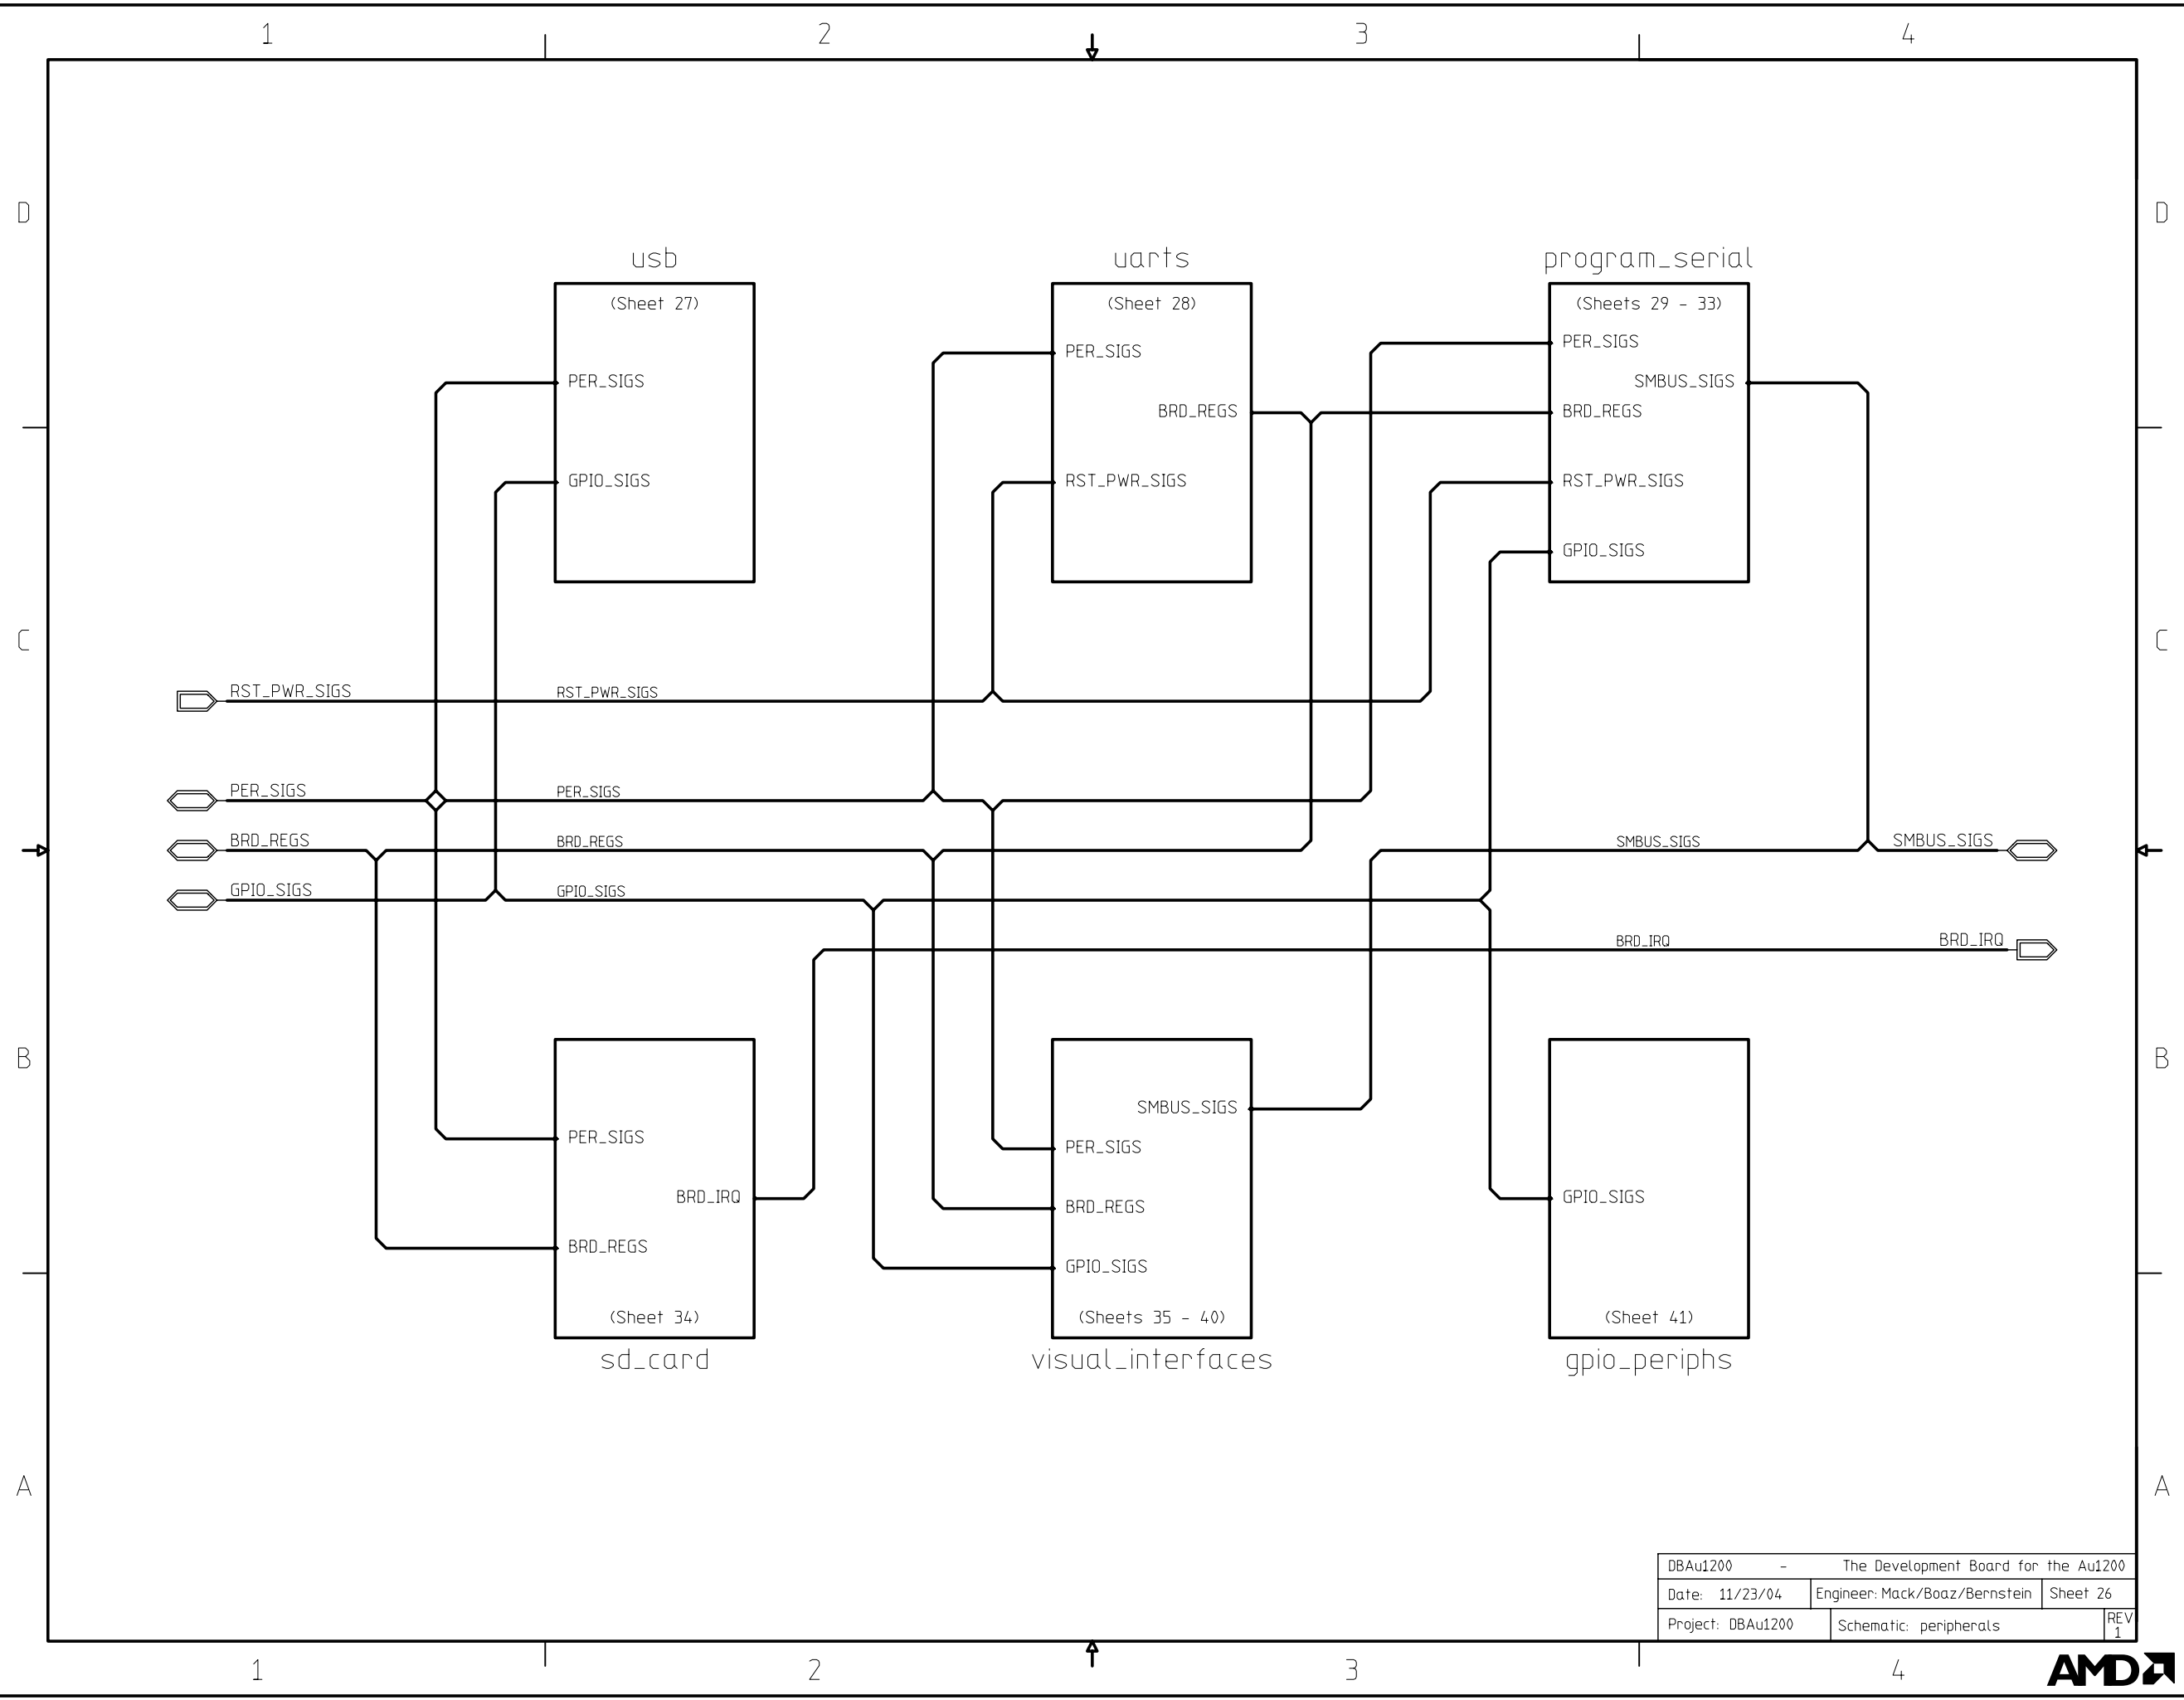 1 2 3 4
D D
usb uarts program_serial
(Sheet 27) (Sheet 28) (Sheets 29 - 33)
PER_SIGS
PER_SIGS
PER_SIGS SMBUS_SIGS
BRD_REGS BRD_REGS
GPIO_SIGS RST_PWR_SIGS RST_PWR_SIGS
GPIO_SIGS
C C
RST_PWR_SIGS RST_PWR_SIGS
PER_SIGS PER_SIGS
BRD_REGS BRD_REGS SMBUS_SIGS SMBUS_SIGS
GPIO_SIGS GPIO_SIGS
BRD_IRQ BRD_IRQ
B B
SMBUS_SIGS
PER_SIGS PER_SIGS
BRD_IRQ BRD_REGS GPIO_SIGS
BRD_REGS GPIO_SIGS
(Sheet 34) (Sheets 35 - 40) (Sheet 41)
sd_card visual_interfaces gpio_periphs
A A
DBAu1200 - The Development Board for the Au1200
Date: 11/23/04 Engineer: Mack/Boaz/Bernstein Sheet 26
Project: DBAu1200 Schematic: peripherals REV
1
1 2 3 4
AMD